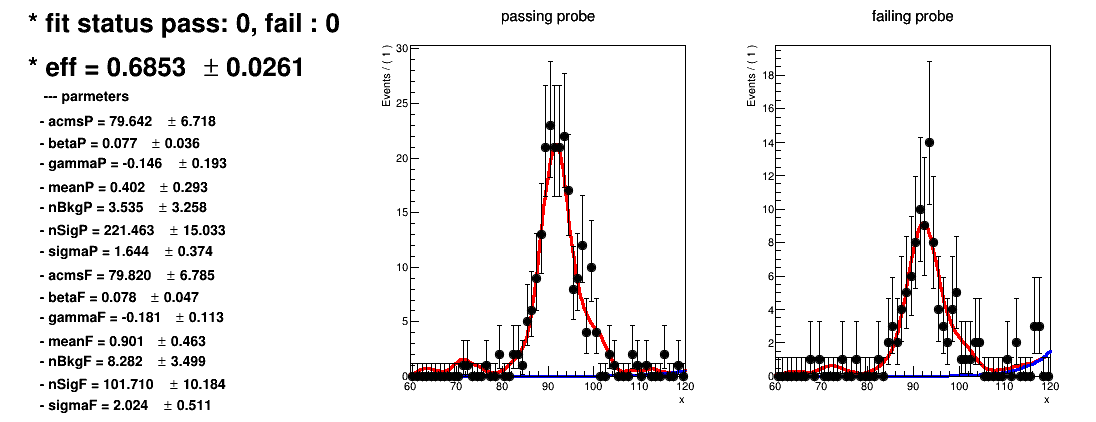 * fit status pass: 0, fail : 0
* eff = 0.6853 ± 0.0261
--- parmeters
- acmsP = 79.642 ± 6.718
- betaP = 0.077 ± 0.036
- gammaP = -0.146 ± 0.193
- meanP = 0.402 ± 0.293
- nBkgP = 3.535 ± 3.258
- nSigP = 221.463 ± 15.033
- sigmaP = 1.644 ± 0.374
- acmsF = 79.820 ± 6.785
- betaF = 0.078 ± 0.047
- gammaF = -0.181 ± 0.113
- meanF = 0.901 ± 0.463
- nBkgF = 8.282 ± 3.499
- nSigF = 101.710 ± 10.184
- sigmaF = 2.024 ± 0.511
passing probe
Events / ( 1 )
30
25
20
15
10
5
0
60 70 80 90 100 110 120
x
failing probe
Events / ( 1 )
18
16
14
12
10
8
6
4
2
0
60 70 80 90 100 110 120
x